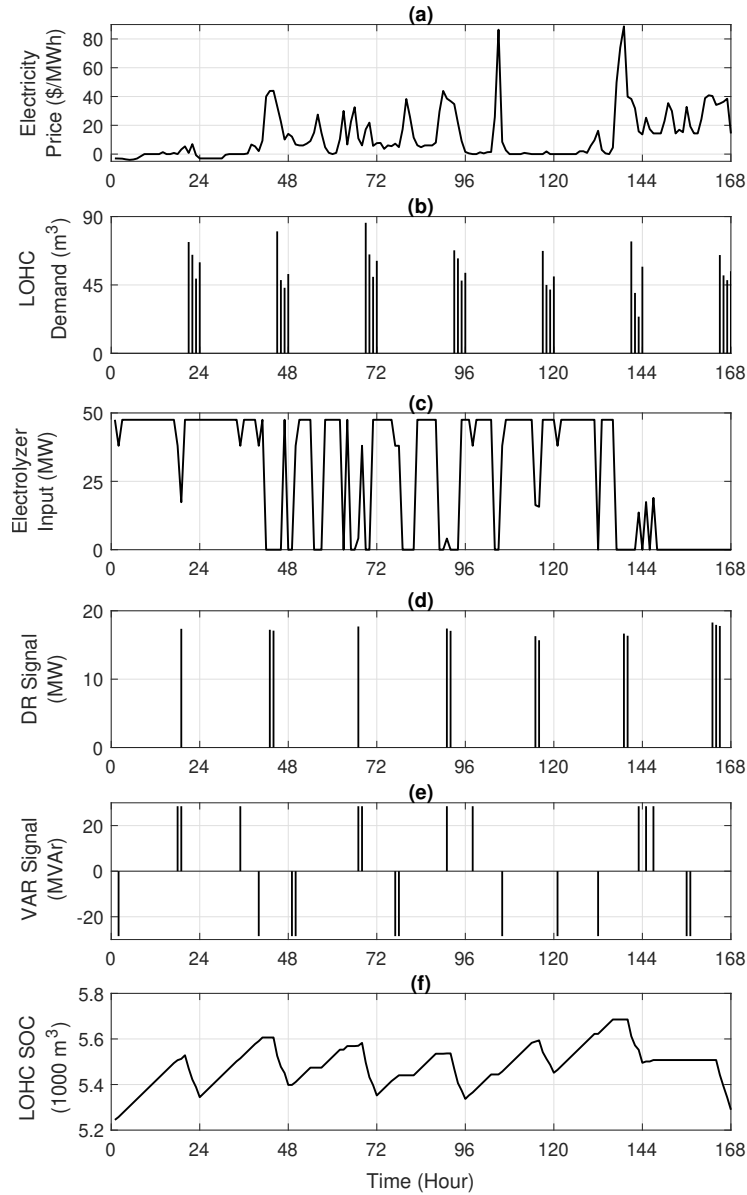 (a)
Electricity
Price ($/MWh)
80
60
40
20
0
0 24 48 72 96 120 144 168
(b)
LOHC
Demand (m³)
90
45
0
0 24 48 72 96 120 144 168
(c)
Electrolyzer
Input (MW)
50
25
0
0 24 48 72 96 120 144 168
(d)
DR Signal
(MW)
20
10
0
0 24 48 72 96 120 144 168
(e)
VAR Signal
(MVAr)
20
0
-20
0 24 48 72 96 120 144 168
(f)
LOHC SOC
(1000 m³)
5.8
5.6
5.4
5.2
0 24 48 72 96 120 144 168
Time (Hour)